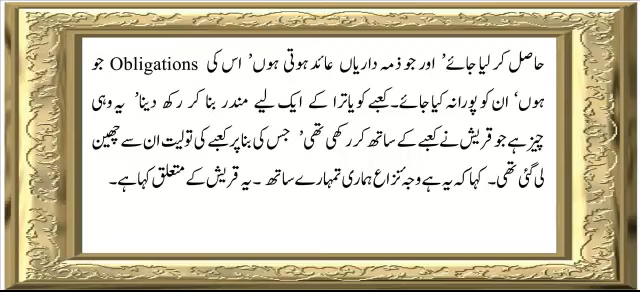 حاصل کر لیا جائے’ اور جو ذمہ داریاں عائد ہوتی ہوں’ اس کی Obligations جو
ہوں‘ ان کو پورا نہ کیا جائے۔ کعبے کو یاترا کے ایک لیے مندر بنا کر رکھ دینا’ یہ وہی
چیز ہے جو قریش نے کعبے کے ساتھ کر رکھی تھی’ جس کی بنا پر کعبے کی تولیت ان سے چھین
لی گئی تھی۔ کہا کہ یہ ہے وجہ نزاع ہماری تمہارے ساتھ ۔ یہ قریش کے متعلق کہا ہے۔